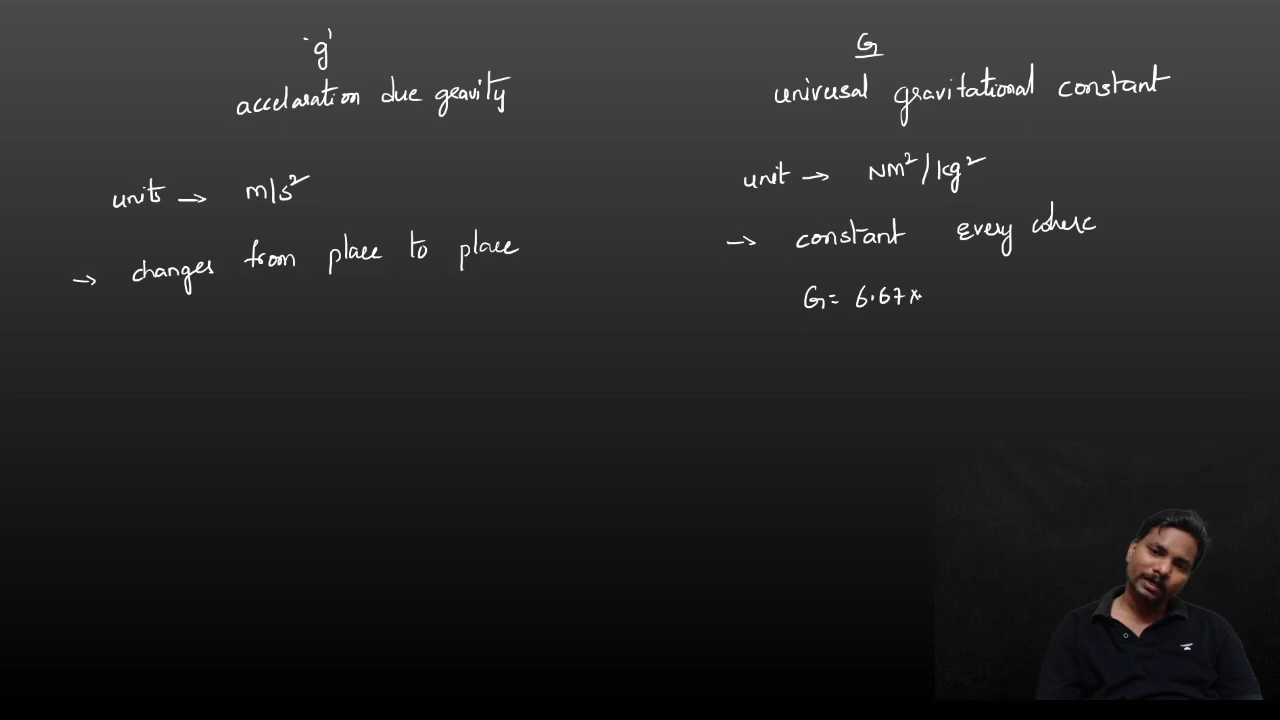 'g'
accelaration due gravity
units → m/s²
→ changes from place to place
G
universal gravitational constant
unit → Nm²/kg²
→ constant every where
G = 6.67×